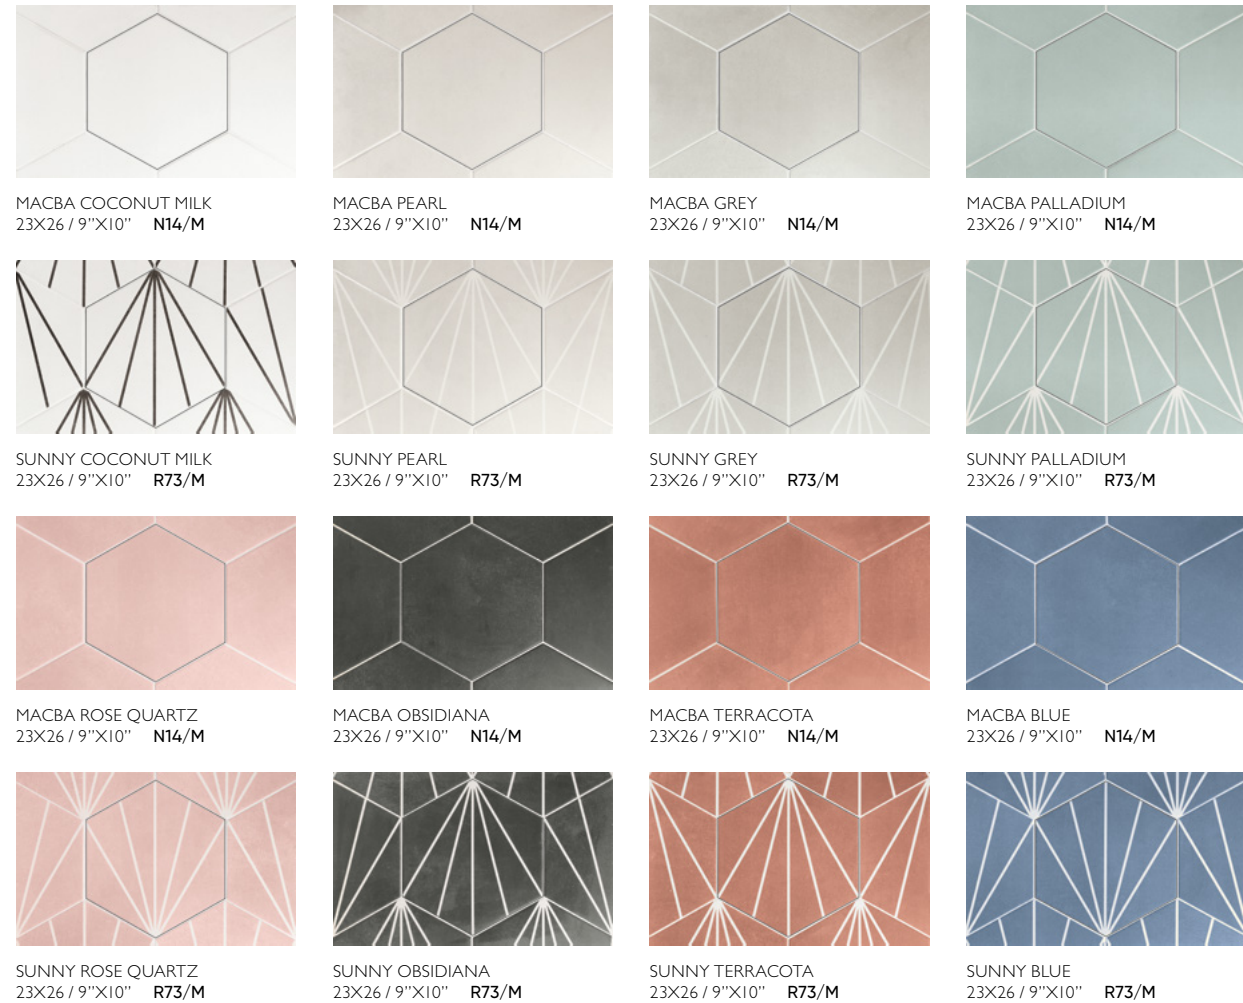 MACBA COCONUT MILK
23X26 / 9”X10” N14/M
MACBA PEARL
23X26 / 9”X10” N14/M
MACBA GREY
23X26 / 9”X10” N14/M
MACBA PALLADIUM
23X26 / 9”X10” N14/M
SUNNY COCONUT MILK
23X26 / 9”X10” R73/M
SUNNY PEARL
23X26 / 9”X10” R73/M
SUNNY GREY
23X26 / 9”X10” R73/M
SUNNY PALLADIUM
23X26 / 9”X10” R73/M
MACBA ROSE QUARTZ
23X26 / 9”X10” N14/M
MACBA OBSIDIANA
23X26 / 9”X10” N14/M
MACBA TERRACOTA
23X26 / 9”X10” N14/M
MACBA BLUE
23X26 / 9”X10” N14/M
SUNNY ROSE QUARTZ
23X26 / 9”X10” R73/M
SUNNY OBSIDIANA
23X26 / 9”X10” R73/M
SUNNY TERRACOTA
23X26 / 9”X10” R73/M
SUNNY BLUE
23X26 / 9”X10” R73/M